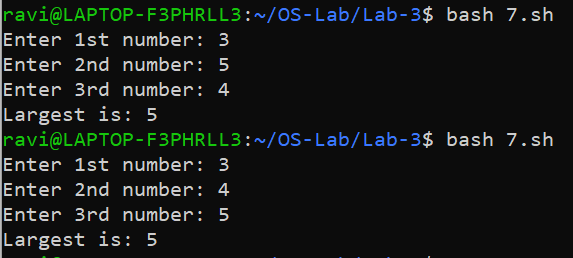 ravi@LAPTOP-F3PHRLL3:~/OS-Lab/Lab-3$ bash 7.sh
Enter 1st number: 3
Enter 2nd number: 5
Enter 3rd number: 4
Largest is: 5
ravi@LAPTOP-F3PHRLL3:~/OS-Lab/Lab-3$ bash 7.sh
Enter 1st number: 3
Enter 2nd number: 4
Enter 3rd number: 5
Largest is: 5